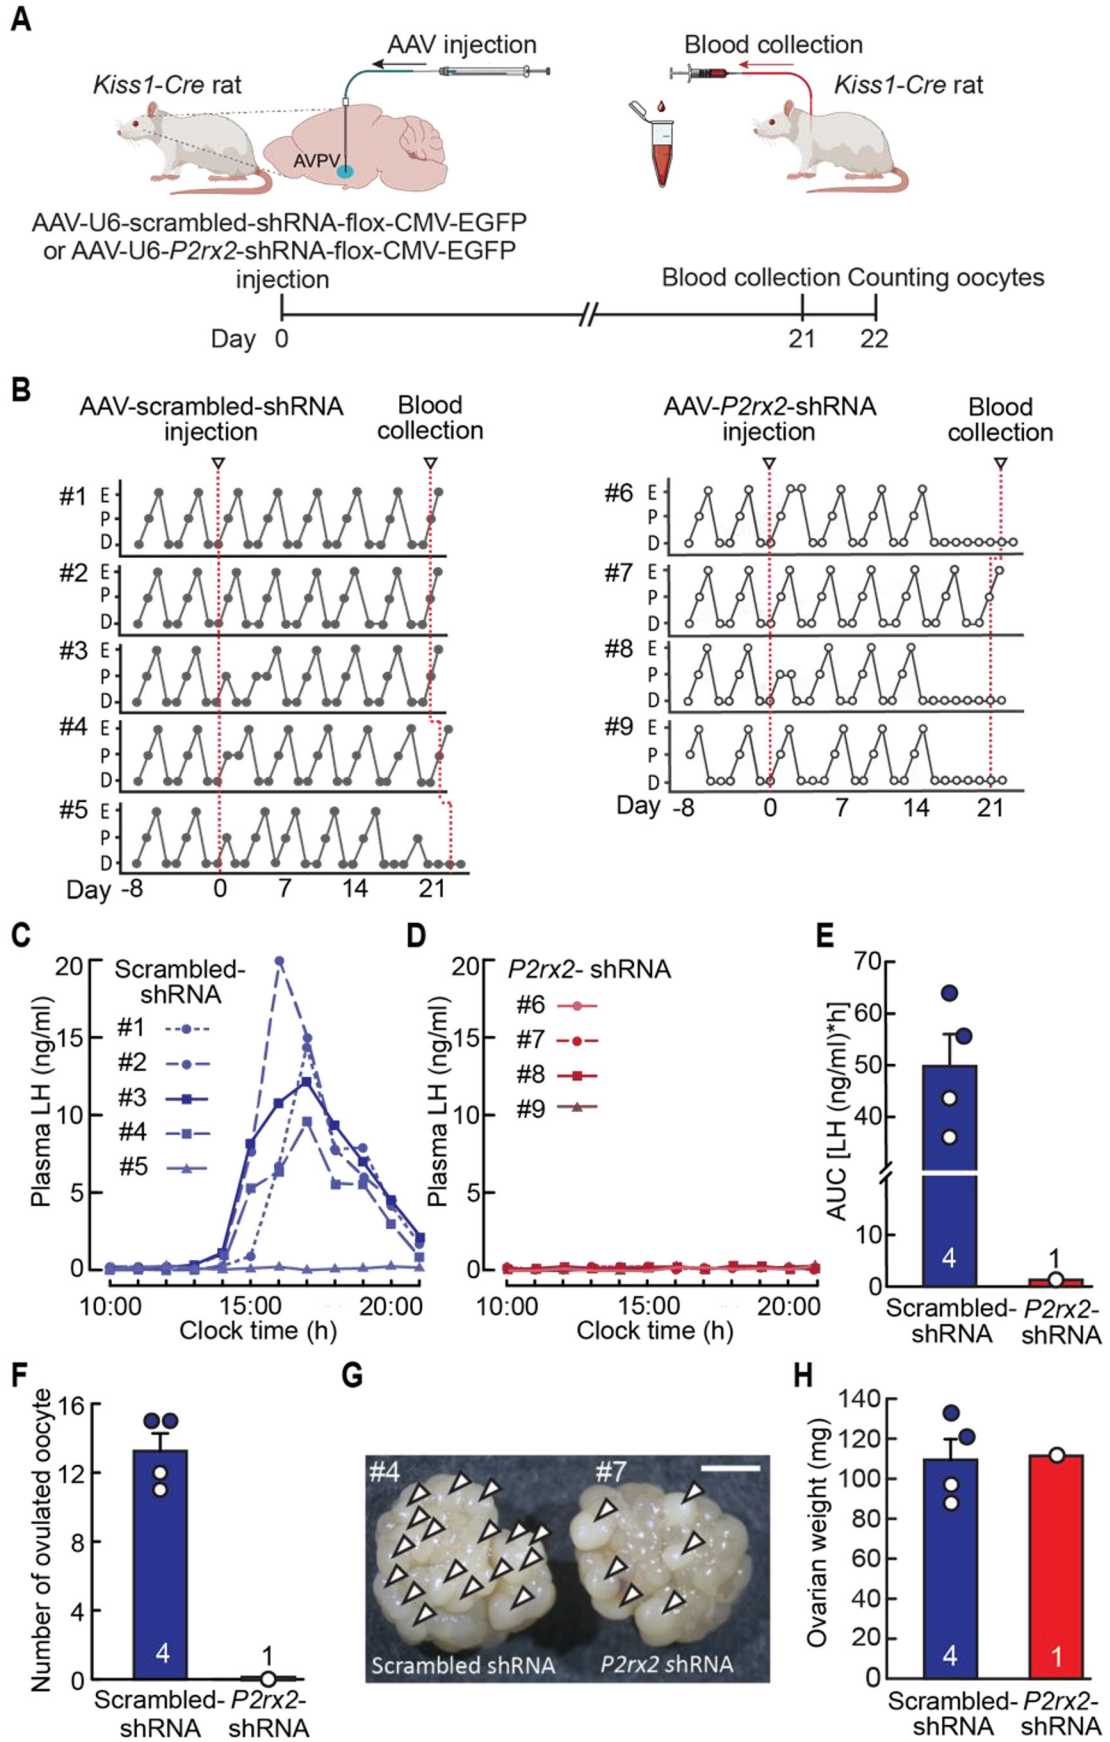 A
AAV injection
Blood collection
Kiss1-Cre rat
Kiss1-Cre rat
AVPV
AAV-U6-scrambled-shRNA-flox-CMV-EGFP
or AAV-U6-P2rx2-shRNA-flox-CMV-EGFP
injection
Blood collection Counting oocytes
Day 0 21 22
B
AAV-scrambled-shRNA
injection
Blood
collection
#1 E
P
D
#2 E
P
D
#3 E
P
D
#4 E
P
D
#5 E
P
D
Day -8 0 7 14 21
AAV-P2rx2-shRNA
injection
Blood
collection
#6 E
P
D
#7 E
P
D
#8 E
P
D
#9 E
P
D
Day -8 0 7 14 21
C
Plasma LH (ng/ml)
20
15
10
5
0
Scrambled-
shRNA
#1
#2
#3
#4
#5
10:00 15:00 20:00
Clock time (h)
D
Plasma LH (ng/ml)
20
15
10
5
0
P2rx2- shRNA
#6
#7
#8
#9
10:00 15:00 20:00
Clock time (h)
E
AUC [LH (ng/ml)*h]
70
60
50
40
10
0
4
1
Scrambled-
shRNA
P2rx2-
shRNA
F
Number of ovulated oocyte
16
12
8
4
0
4
1
Scrambled-
shRNA
P2rx2-
shRNA
G
#4
#7
Scrambled shRNA
P2rx2 shRNA
H
Ovarian weight (mg)
140
120
100
80
60
40
20
0
4
1
Scrambled-
shRNA
P2rx2-
shRNA